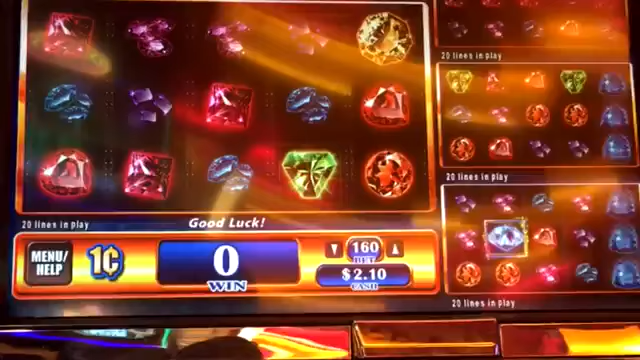 20 lines in play
20 lines in play
20 lines in play
Good Luck!
MENU/
HELP
1¢
0
WIN
160
BET
$2.10
CASH
20 lines in play